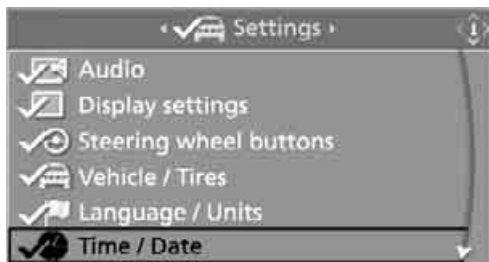 Settings
Audio
Display settings
Steering wheel buttons
Vehicle / Tires
Language / Units
Time / Date